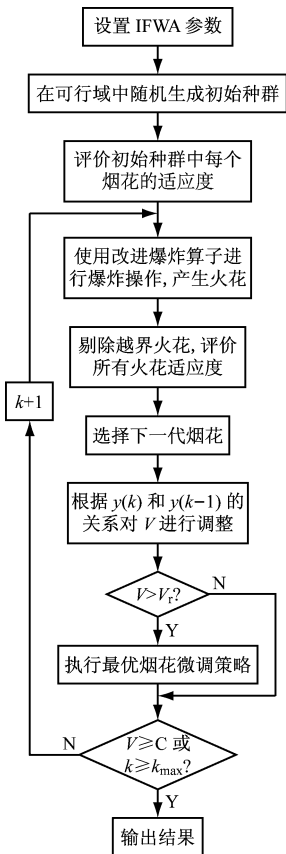 设置 IFWA 参数
在可行域中随机生成初始种群
评价初始种群中每个
烟花的适应度
使用改进爆炸算子进
行爆炸操作,产生火花
剔除越界火花,评价
所有火花适应度
k+1
选择下一代烟花
根据 y(k) 和 y(k−1) 的
关系对 V 进行调整
V>Vr?
N
Y
执行最优烟花微调策略
N
V≥C 或
k≥kmax?
Y
输出结果